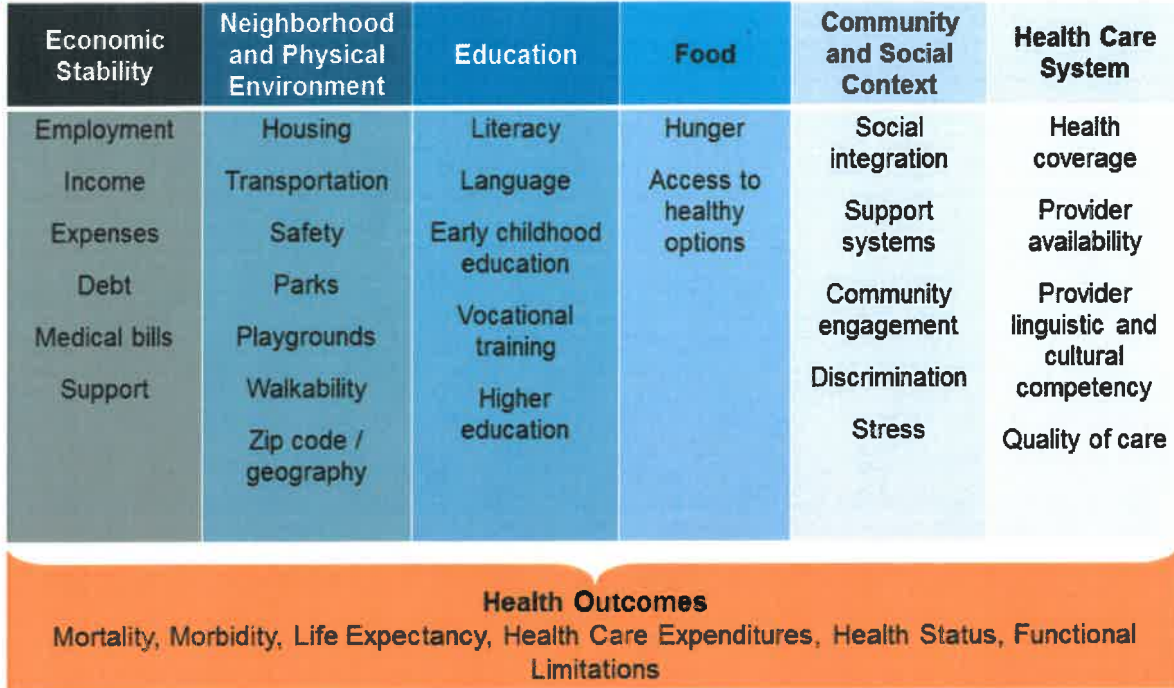 Economic
Stability
Neighborhood
and Physical
Environment
Education
Food
Community
and Social
Context
Health Care
System
Employment
Income
Expenses
Debt
Medical bills
Support
Housing
Transportation
Safety
Parks
Playgrounds
Walkability
Zip code /
geography
Literacy
Language
Early childhood
education
Vocational
training
Higher
education
Hunger
Access to
healthy
options
Social
integration
Support
systems
Community
engagement
Discrimination
Stress
Health
coverage
Provider
availability
Provider
linguistic and
cultural
competency
Quality of care
Health Outcomes
Mortality, Morbidity, Life Expectancy, Health Care Expenditures, Health Status, Functional
Limitations